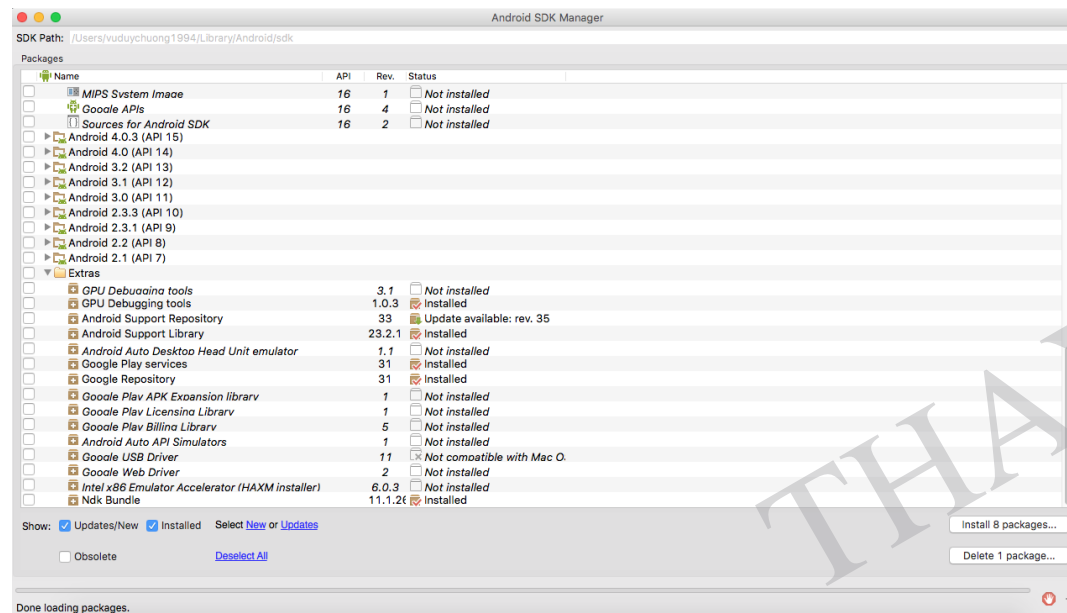 Android SDK Manager
SDK Path: /Users/vuduychuong1994/Library/Android/sdk
Packages
Name API Rev. Status
MIPS System Image 16 1 Not installed
Google APIs 16 4 Not installed
Sources for Android SDK 16 2 Not installed
Android 4.0.3 (API 15)
Android 4.0 (API 14)
Android 3.2 (API 13)
Android 3.1 (API 12)
Android 3.0 (API 11)
Android 2.3.3 (API 10)
Android 2.3.1 (API 9)
Android 2.2 (API 8)
Android 2.1 (API 7)
Extras
GPU Debugging tools 3.1 Not installed
GPU Debugging tools 1.0.3 Installed
Android Support Repository 33 Update available: rev. 35
Android Support Library 23.2.1 Installed
Android Auto Desktop Head Unit emulator 1.1 Not installed
Google Play services 31 Installed
Google Repository 31 Installed
Google Play APK Expansion library 1 Not installed
Google Play Licensing Library 1 Not installed
Google Play Billing Library 5 Not installed
Android Auto API Simulators 1 Not installed
Google USB Driver 11 Not compatible with Mac O
Google Web Driver 2 Not installed
Intel x86 Emulator Accelerator (HAXM installer) 6.0.3 Not installed
Ndk Bundle 11.1.26 Installed
Show: Updates/New Installed Select New or Updates Install 8 packages...
Obsolete Deselect All Delete 1 package...
Done loading packages.
THA